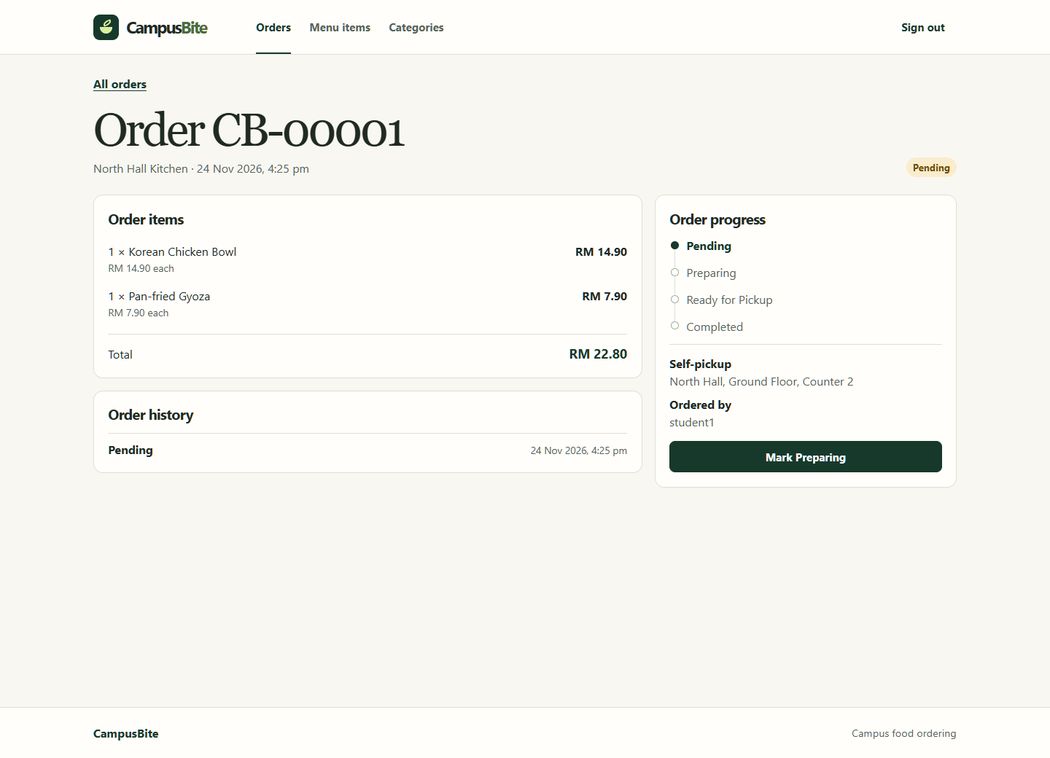 CampusBite
Orders Menu items Categories
Sign out
All orders
Order CB-00001
North Hall Kitchen · 24 Nov 2026, 4:25 pm
Pending
Order items
1 × Korean Chicken Bowl RM 14.90
RM 14.90 each
1 × Pan-fried Gyoza RM 7.90
RM 7.90 each
Total RM 22.80
Order history
Pending 24 Nov 2026, 4:25 pm
Order progress
Pending
Preparing
Ready for Pickup
Completed
Self-pickup
North Hall, Ground Floor, Counter 2
Ordered by
student1
Mark Preparing
CampusBite
Campus food ordering